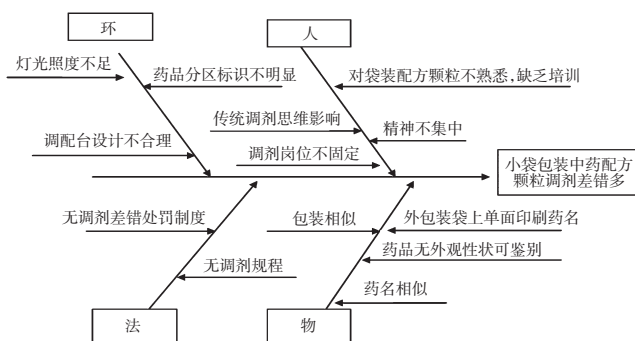 环
人
灯光照度不足
药品分区标识不明显
对袋装配方颗粒不熟悉,缺乏培训
传统调剂思维影响
精神不集中
调配台设计不合理
调剂岗位不固定
小袋包装中药配方
颗粒调剂差错多
无调剂差错处罚制度
包装相似
外包装袋上单面印刷药名
药品无外观性状可鉴别
无调剂规程
药名相似
法
物